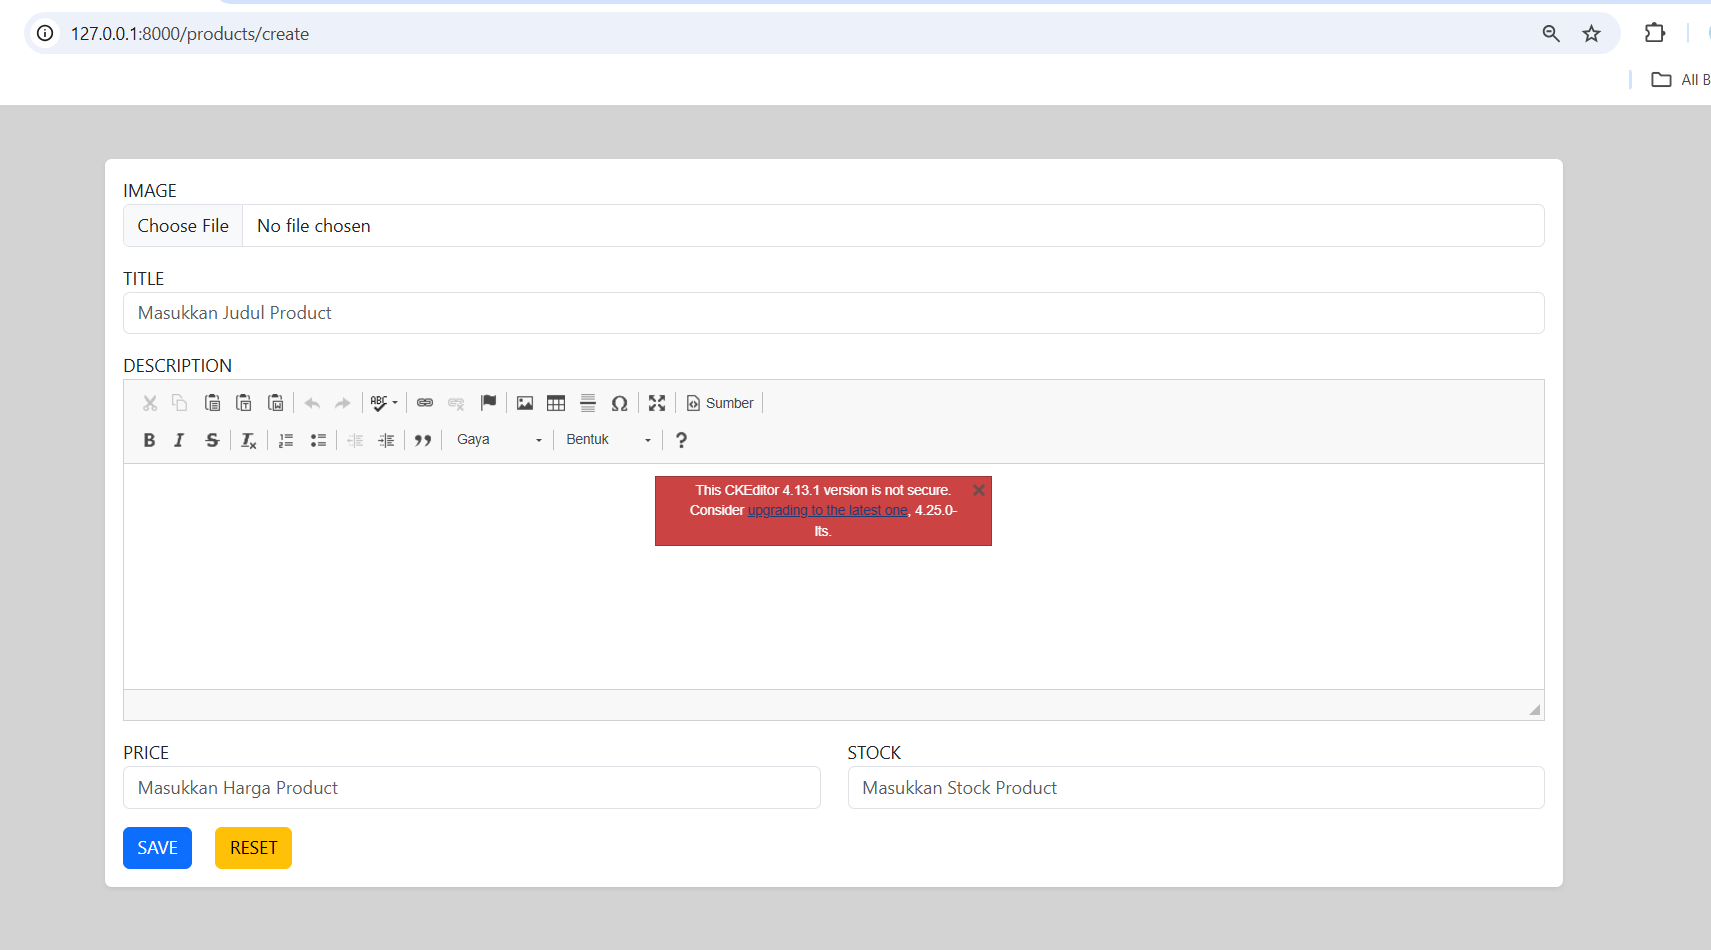 127.0.0.1:8000/products/create
All B
IMAGE
Choose File No file chosen
TITLE
Masukkan Judul Product
DESCRIPTION
ABC
Ω Sumber
B I S Tx Gaya Bentuk ?
This CKEditor 4.13.1 version is not secure.
Consider upgrading to the latest one, 4.25.0-
lts.
PRICE STOCK
Masukkan Harga Product Masukkan Stock Product
SAVE RESET